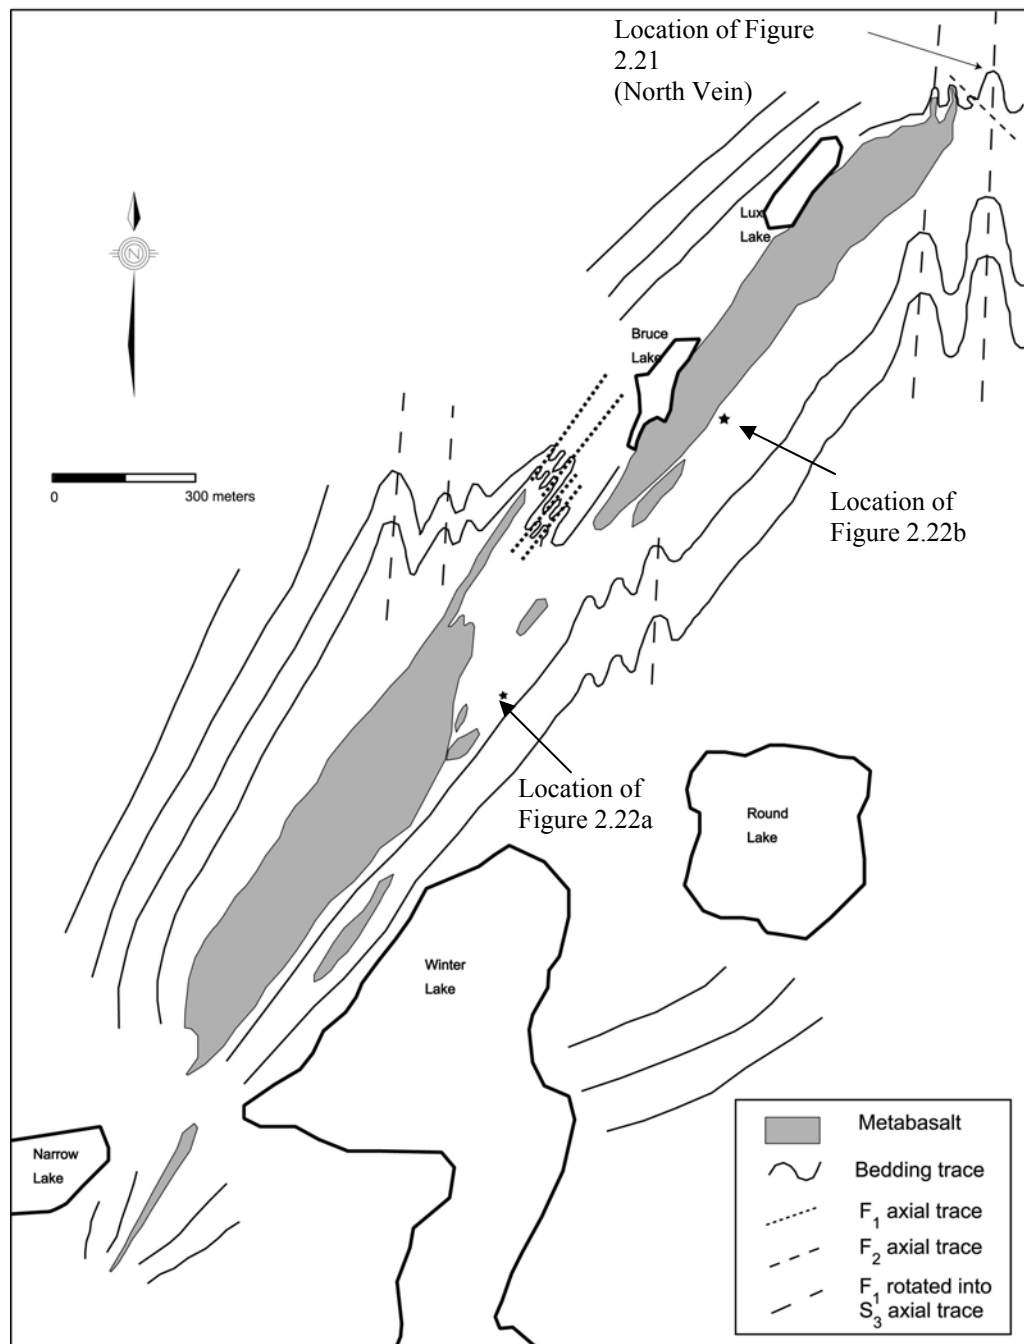 Location of Figure
2.21
(North Vein)
Lux
Lake
N
Bruce
Lake
0 300 meters
Location of
Figure 2.22b
Location of
Figure 2.22a
Round
Lake
Winter
Lake
Narrow
Lake
Metabasalt
Bedding trace
F1 axial trace
F2 axial trace
F1 rotated into
S3 axial trace